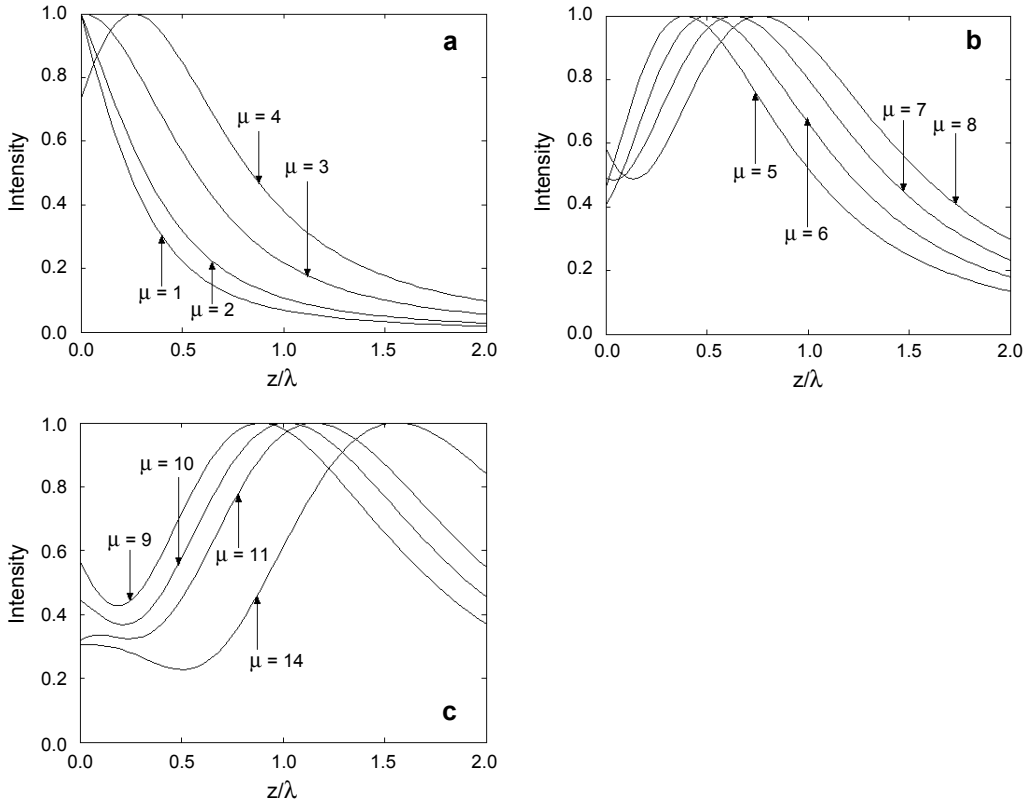 a
Intensity
1.0
0.8
0.6
0.4
0.2
0.0
μ = 4
μ = 3
μ = 1
μ = 2
0.0 0.5 1.0 1.5 2.0
z/λ
b
Intensity
1.0
0.8
0.6
0.4
0.2
0.0
μ = 7
μ = 8
μ = 5
μ = 6
0.0 0.5 1.0 1.5 2.0
z/λ
c
Intensity
1.0
0.8
0.6
0.4
0.2
0.0
μ = 10
μ = 9
μ = 11
μ = 14
0.0 0.5 1.0 1.5 2.0
z/λ